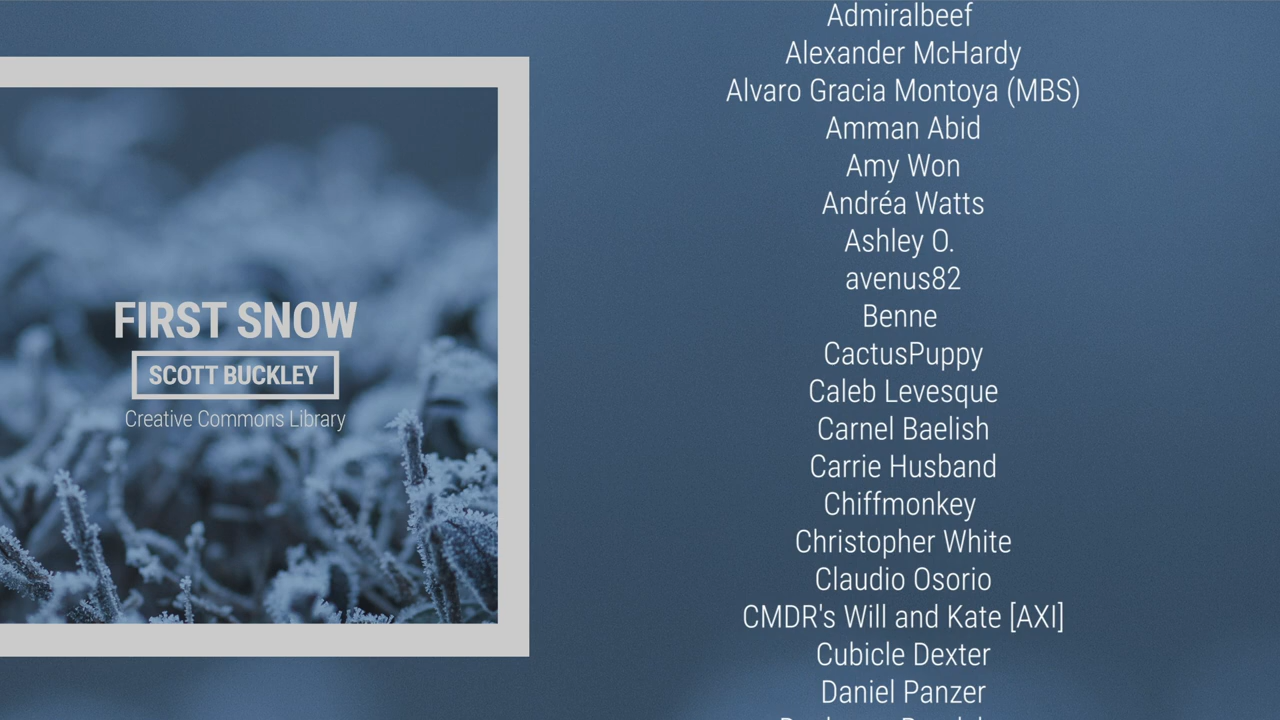 FIRST SNOW
SCOTT BUCKLEY
Creative Commons Library
Admiralbeef
Alexander McHardy
Alvaro Gracia Montoya (MBS)
Amman Abid
Amy Won
Andréa Watts
Ashley O.
avenus82
Benne
CactusPuppy
Caleb Levesque
Carnel Baelish
Carrie Husband
Chiffmonkey
Christopher White
Claudio Osorio
CMDR's Will and Kate [AXI]
Cubicle Dexter
Daniel Panzer